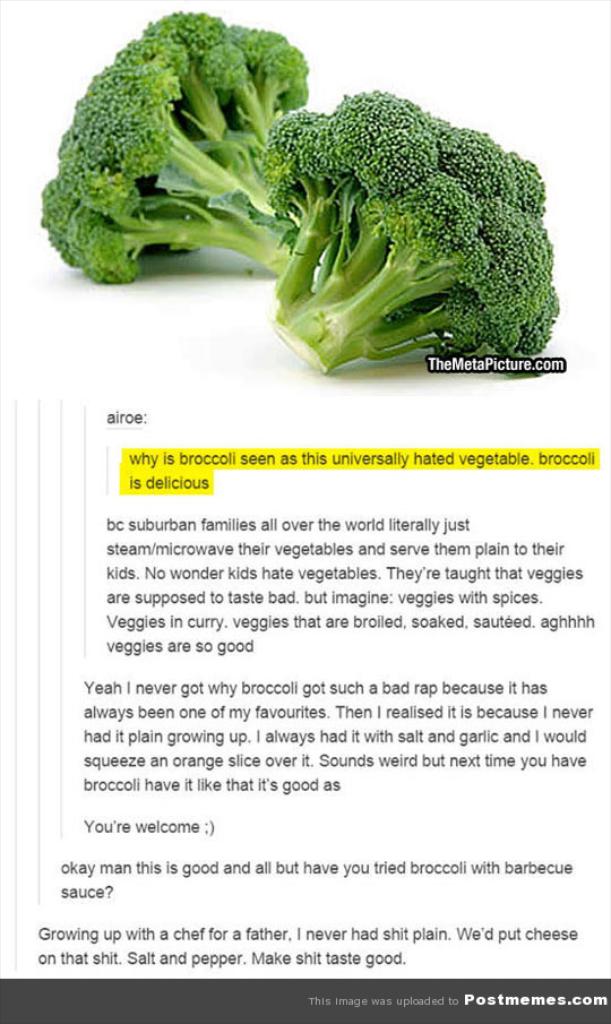 TheMetaPicture.com
airoe:
why is broccoli seen as this universally hated vegetable. broccoli
is delicious
bc suburban families all over the world literally just
steam/microwave their vegetables and serve them plain to their
kids. No wonder kids hate vegetables. They're taught that veggies
are supposed to taste bad. but imagine: veggies with spices.
Veggies in curry. veggies that are broiled, soaked, sautéed. aghhhh
veggies are so good
Yeah I never got why broccoli got such a bad rap because it has
always been one of my favourites. Then I realised it is because I never
had it plain growing up. I always had it with salt and garlic and I would
squeeze an orange slice over it. Sounds weird but next time you have
broccoli have it like that it's good as
You're welcome ;)
okay man this is good and all but have you tried broccoli with barbecue
sauce?
Growing up with a chef for a father, I never had shit plain. We'd put cheese
on that shit. Salt and pepper. Make shit taste good.
This image was uploaded to Postmemes.com